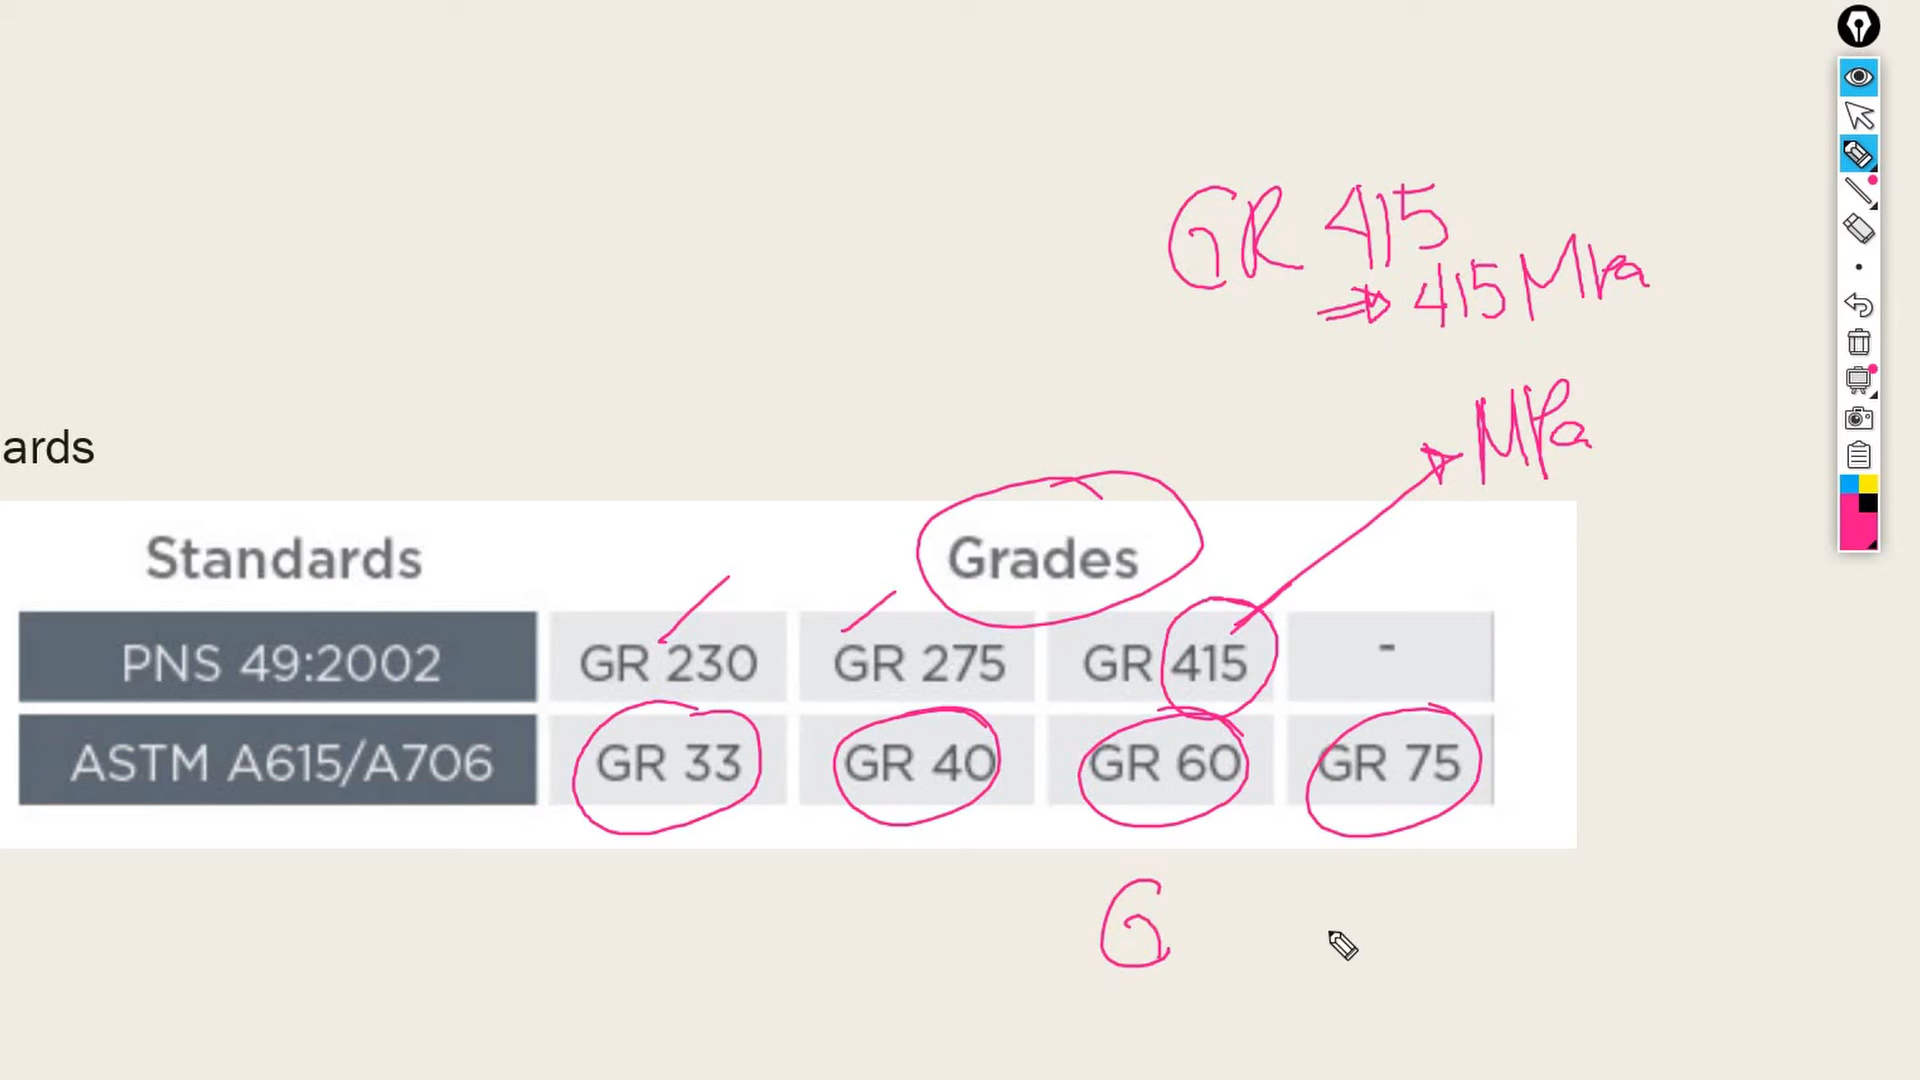 GR 415
⇒ 415 MPa
MPa
ards
Standards Grades
PNS 49:2002 GR 230 GR 275 GR 415 -
ASTM A615/A706 GR 33 GR 40 GR 60 GR 75
G